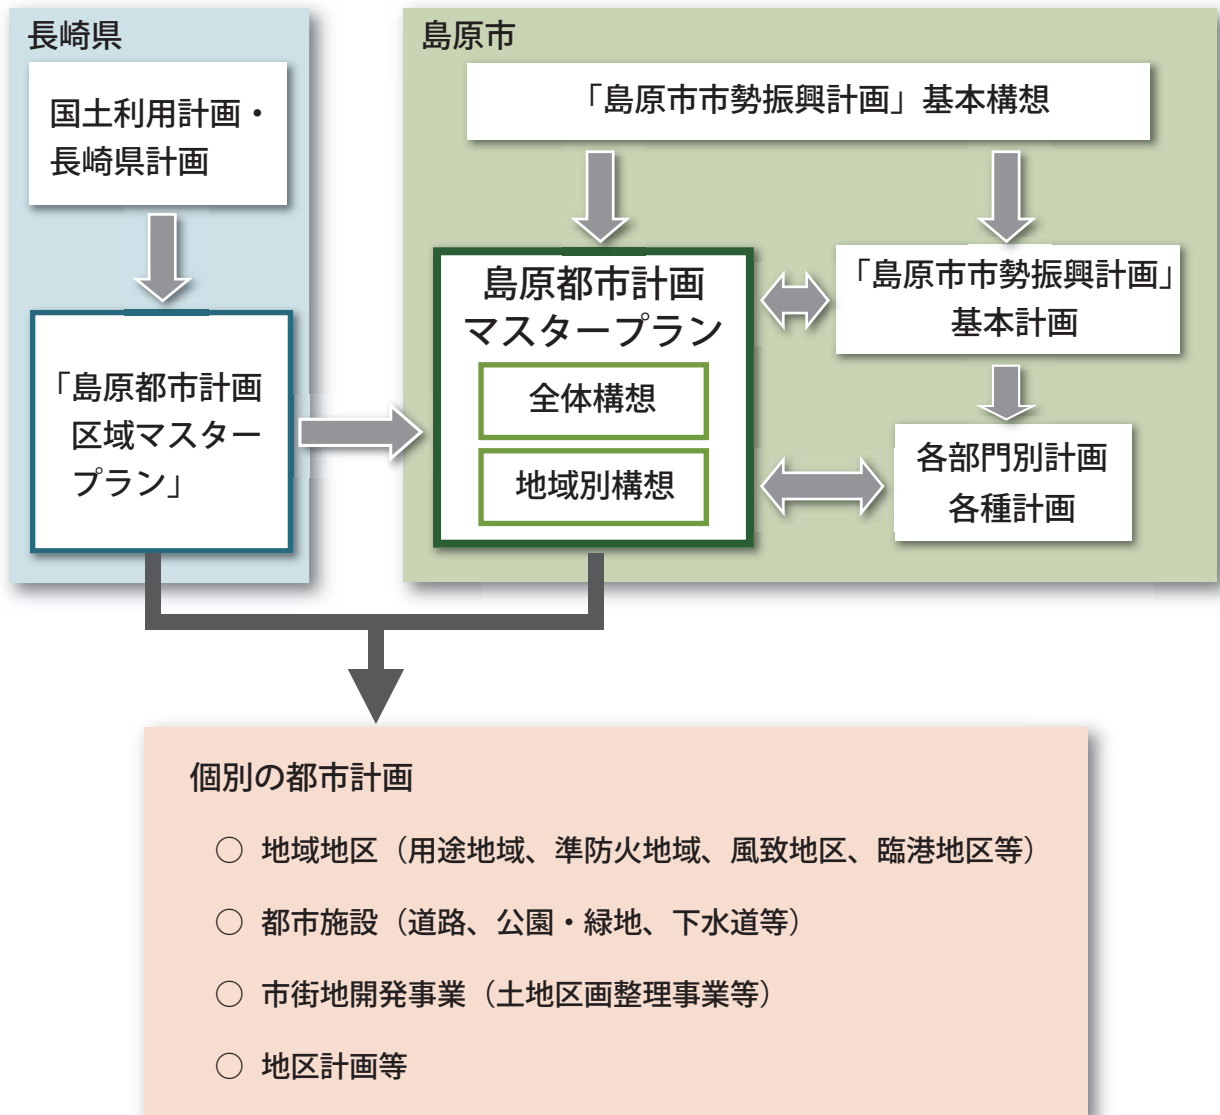 長崎県
国土利用計画・
長崎県計画
「島原都市計画
区域マスター
プラン」
島原市
「島原市市勢振興計画」基本構想
島原都市計画
マスタープラン
全体構想
地域別構想
「島原市市勢振興計画」
基本計画
各部門別計画
各種計画
個別の都市計画
○ 地域地区（用途地域、準防火地域、風致地区、臨港地区等）
○ 都市施設（道路、公園・緑地、下水道等）
○ 市街地開発事業（土地区画整理事業等）
○ 地区計画等